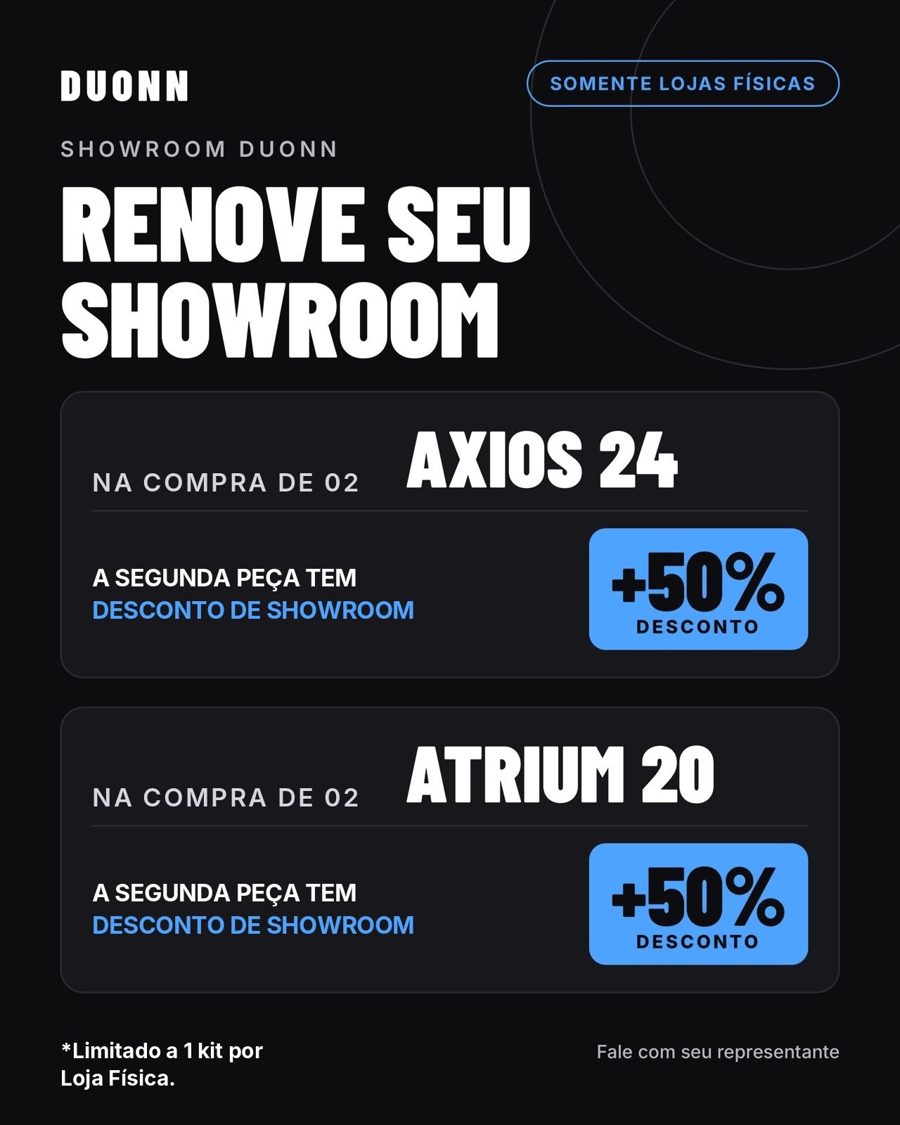 DUONN
SOMENTE LOJAS FÍSICAS
SHOWROOM DUONN
RENOVE SEU
SHOWROOM
NA COMPRA DE 02 AXIOS 24
A SEGUNDA PEÇA TEM
DESCONTO DE SHOWROOM
+50%
DESCONTO
NA COMPRA DE 02 ATRIUM 20
A SEGUNDA PEÇA TEM
DESCONTO DE SHOWROOM
+50%
DESCONTO
*Limitado a 1 kit por
Loja Física.
Fale com seu representante